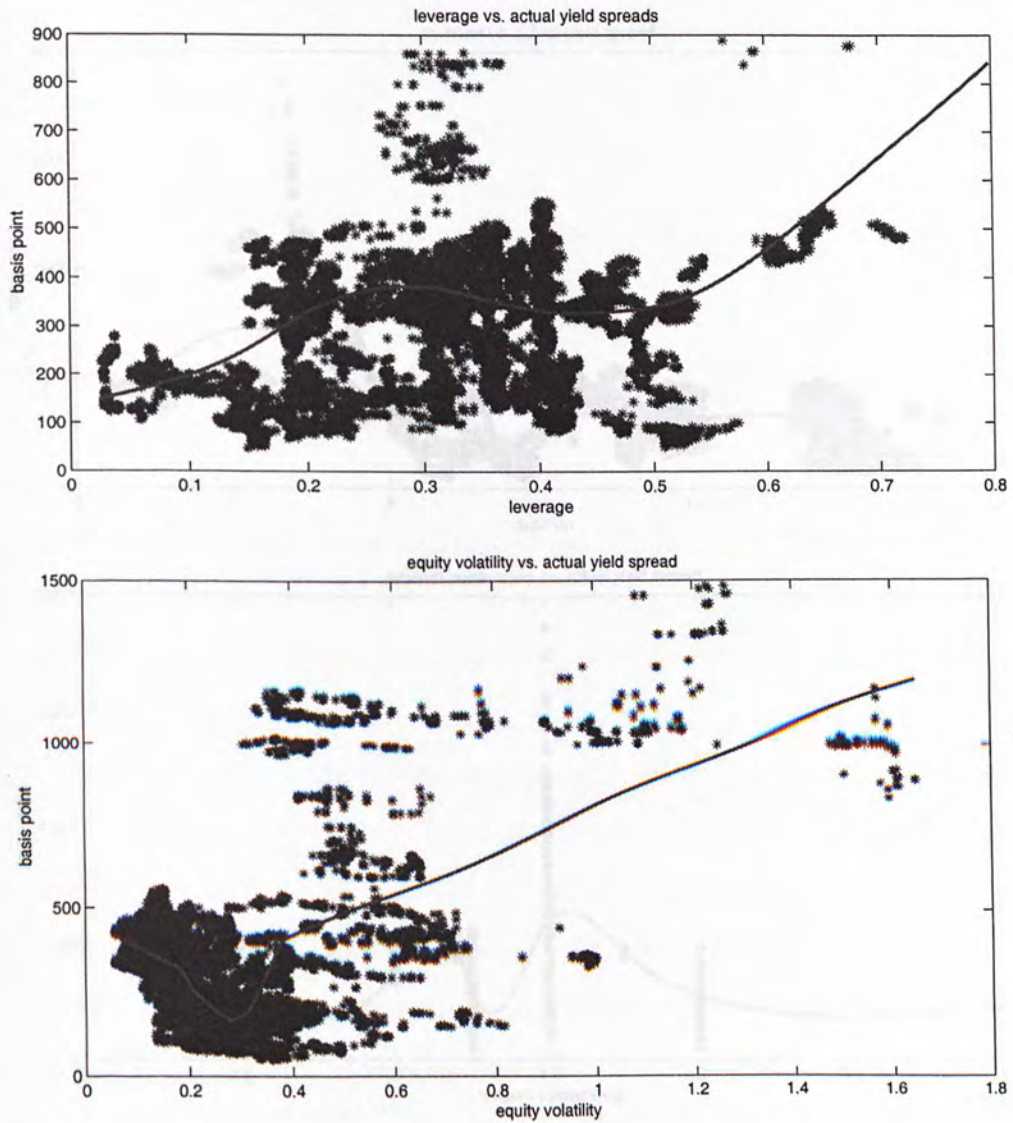 leverage vs. actual yield spreads
900
800
700
600
500
400
300
200
100
0
basis point
0 0.1 0.2 0.3 0.4 0.5 0.6 0.7 0.8
leverage
equity volatility vs. actual yield spread
1500
1000
500
0
basis point
0 0.2 0.4 0.6 0.8 1 1.2 1.4 1.6 1.8
equity volatility